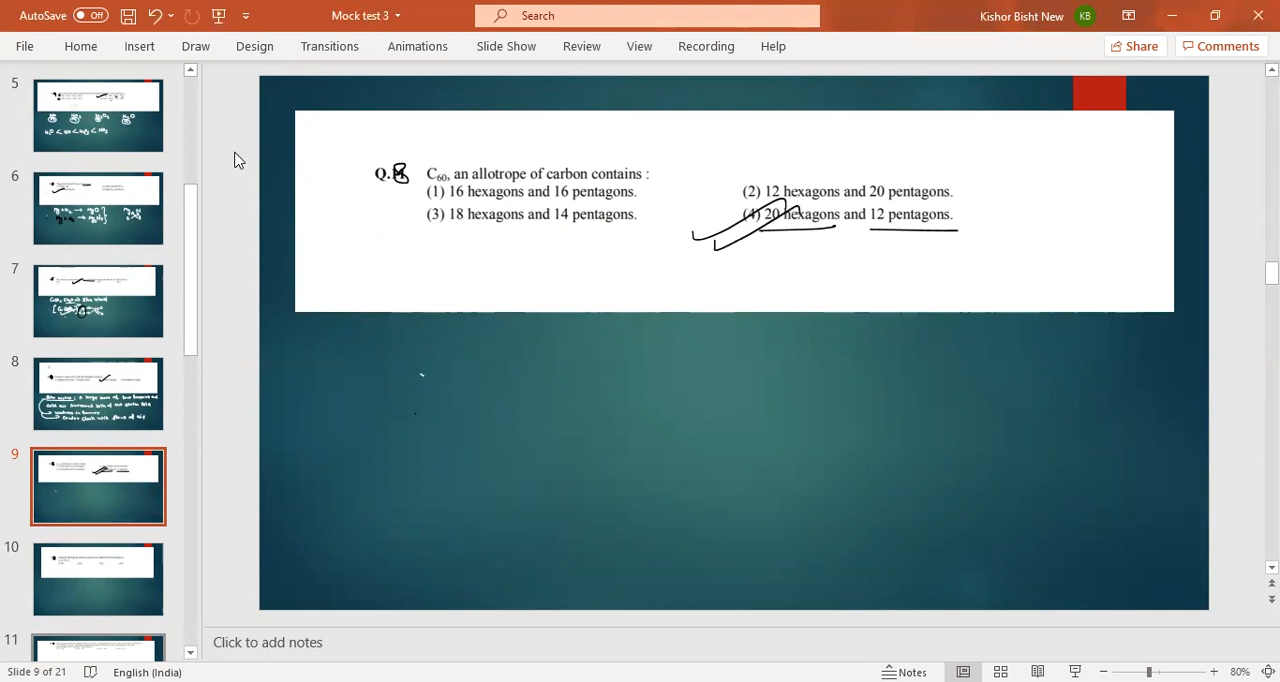 AutoSave Off Mock test 3 Search Kishor Bisht New KB
File Home Insert Draw Design Transitions Animations Slide Show Review View Recording Help Share Comments
5
6
7
8
9
10
11
Q.8 C60, an allotrope of carbon contains :
(1) 16 hexagons and 16 pentagons. (2) 12 hexagons and 20 pentagons.
(3) 18 hexagons and 14 pentagons. (4) 20 hexagons and 12 pentagons.
Click to add notes
Slide 9 of 21 English (India) Notes 80%